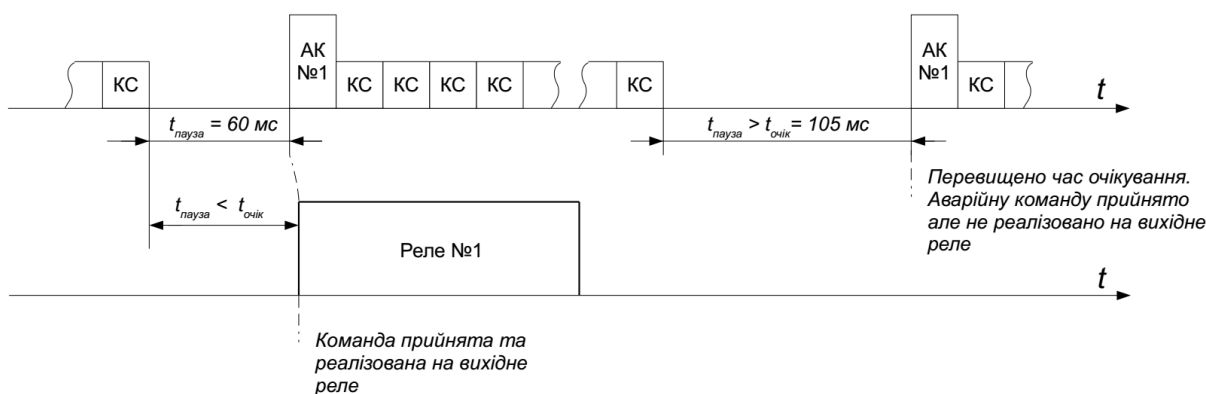 АК
№1
КС
КС
КС
КС
КС
КС
АК
№1
КС
t
tпауза = 60 мс
tпауза > tочік = 105 мс
tпауза < tочік
Перевищено час очікування.
Аварійну команду прийнято
але не реалізовано на вихідне
реле
Реле №1
t
Команда прийнята та
реалізована на вихідне
реле